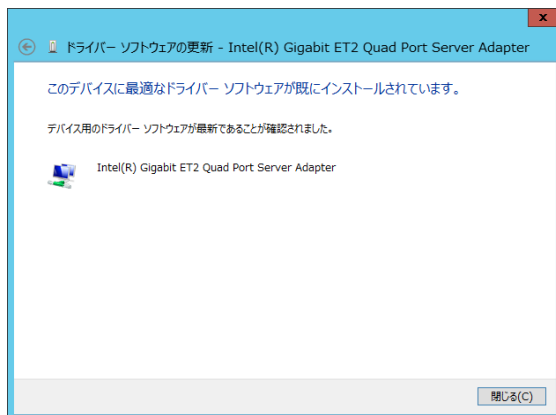 x
ドライバー ソフトウェアの更新 - Intel(R) Gigabit ET2 Quad Port Server Adapter
このデバイスに最適なドライバー ソフトウェアが既にインストールされています。
デバイス用のドライバー ソフトウェアが最新であることが確認されました。
Intel(R) Gigabit ET2 Quad Port Server Adapter
閉じる(C)